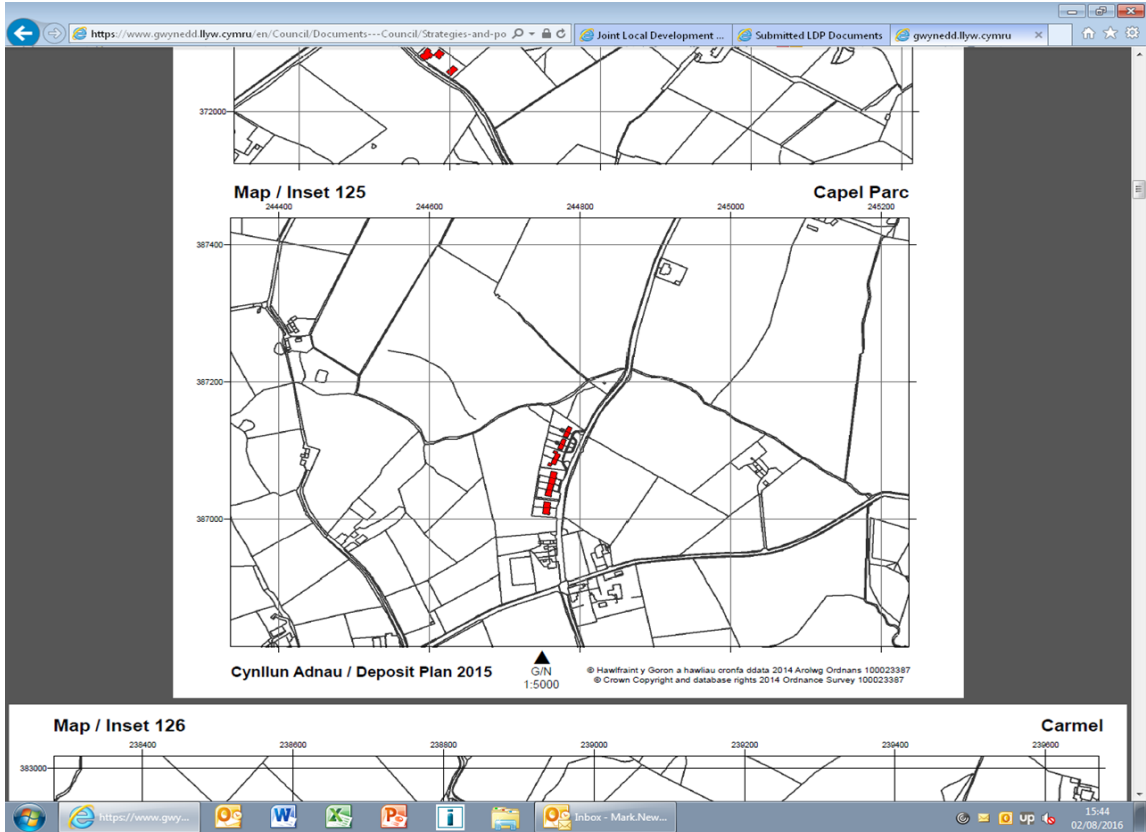 https://www.gwynedd.llyw.cymru/en/Council/Documents---Council/Strategies-and-po
Joint Local Development ...
Submitted LDP Documents
gwynedd.llyw.cymru
372000
Map / Inset 125
Capel Parc
244400 244600 244800 245000 245200
387400
387200
387000
Cynllun Adnau / Deposit Plan 2015
G/N
1:5000
© Hawlfraint y Goron a hawliau cronfa ddata 2014 Arolwg Ordnans 100023387
© Crown Copyright and database rights 2014 Ordnance Survey 100023387
Map / Inset 126
Carmel
238400 238600 238800 239000 239200 239400 239600
383000
https://www.gwy...
Inbox - Mark.New...
UP
15:44
02/08/2016